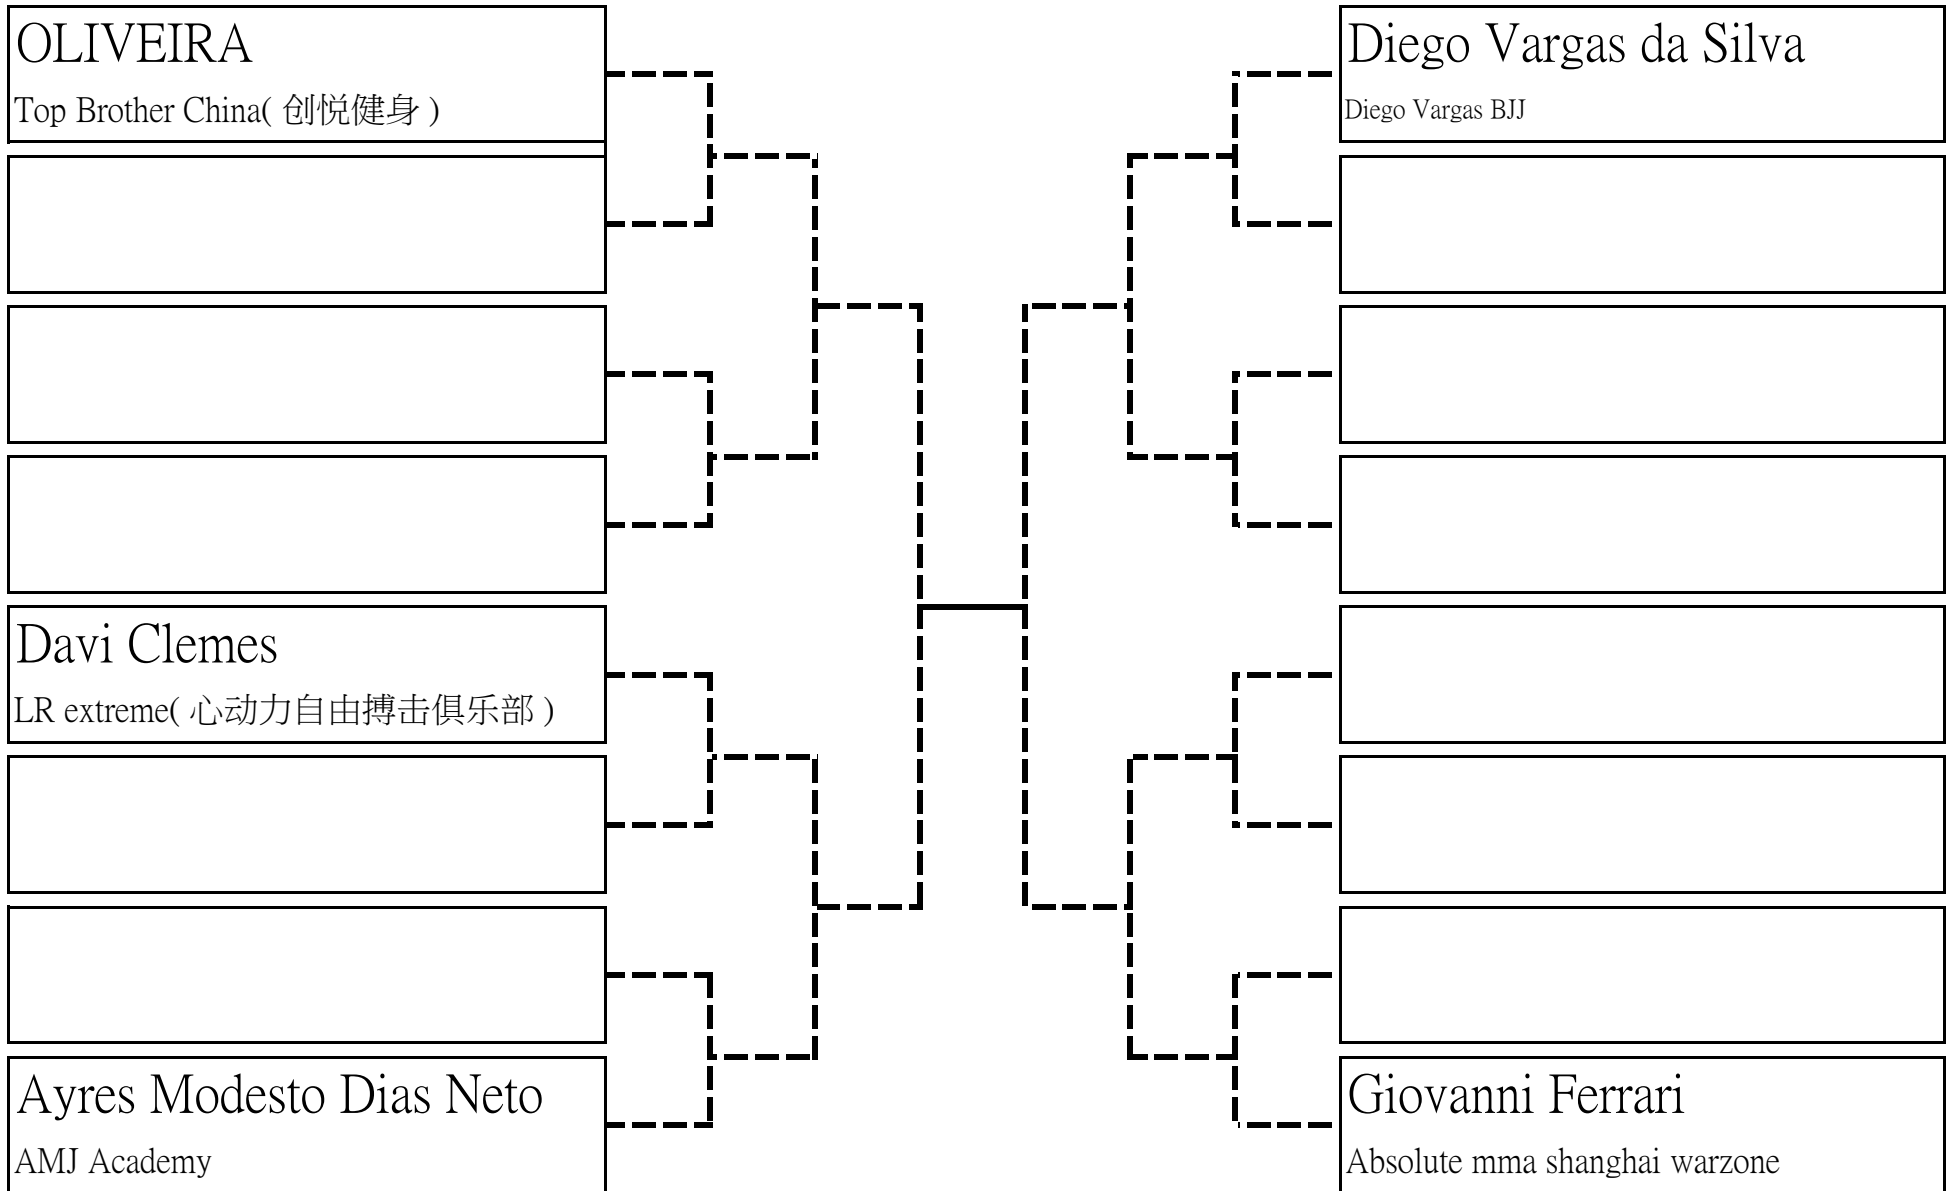 OLIVEIRA
Top Brother China( 创悦健身 )
Davi Clemes
LR extreme( 心动力自由搏击俱乐部 )
Ayres Modesto Dias Neto
AMJ Academy
Diego Vargas da Silva
Diego Vargas BJJ
Giovanni Ferrari
Absolute mma shanghai warzone